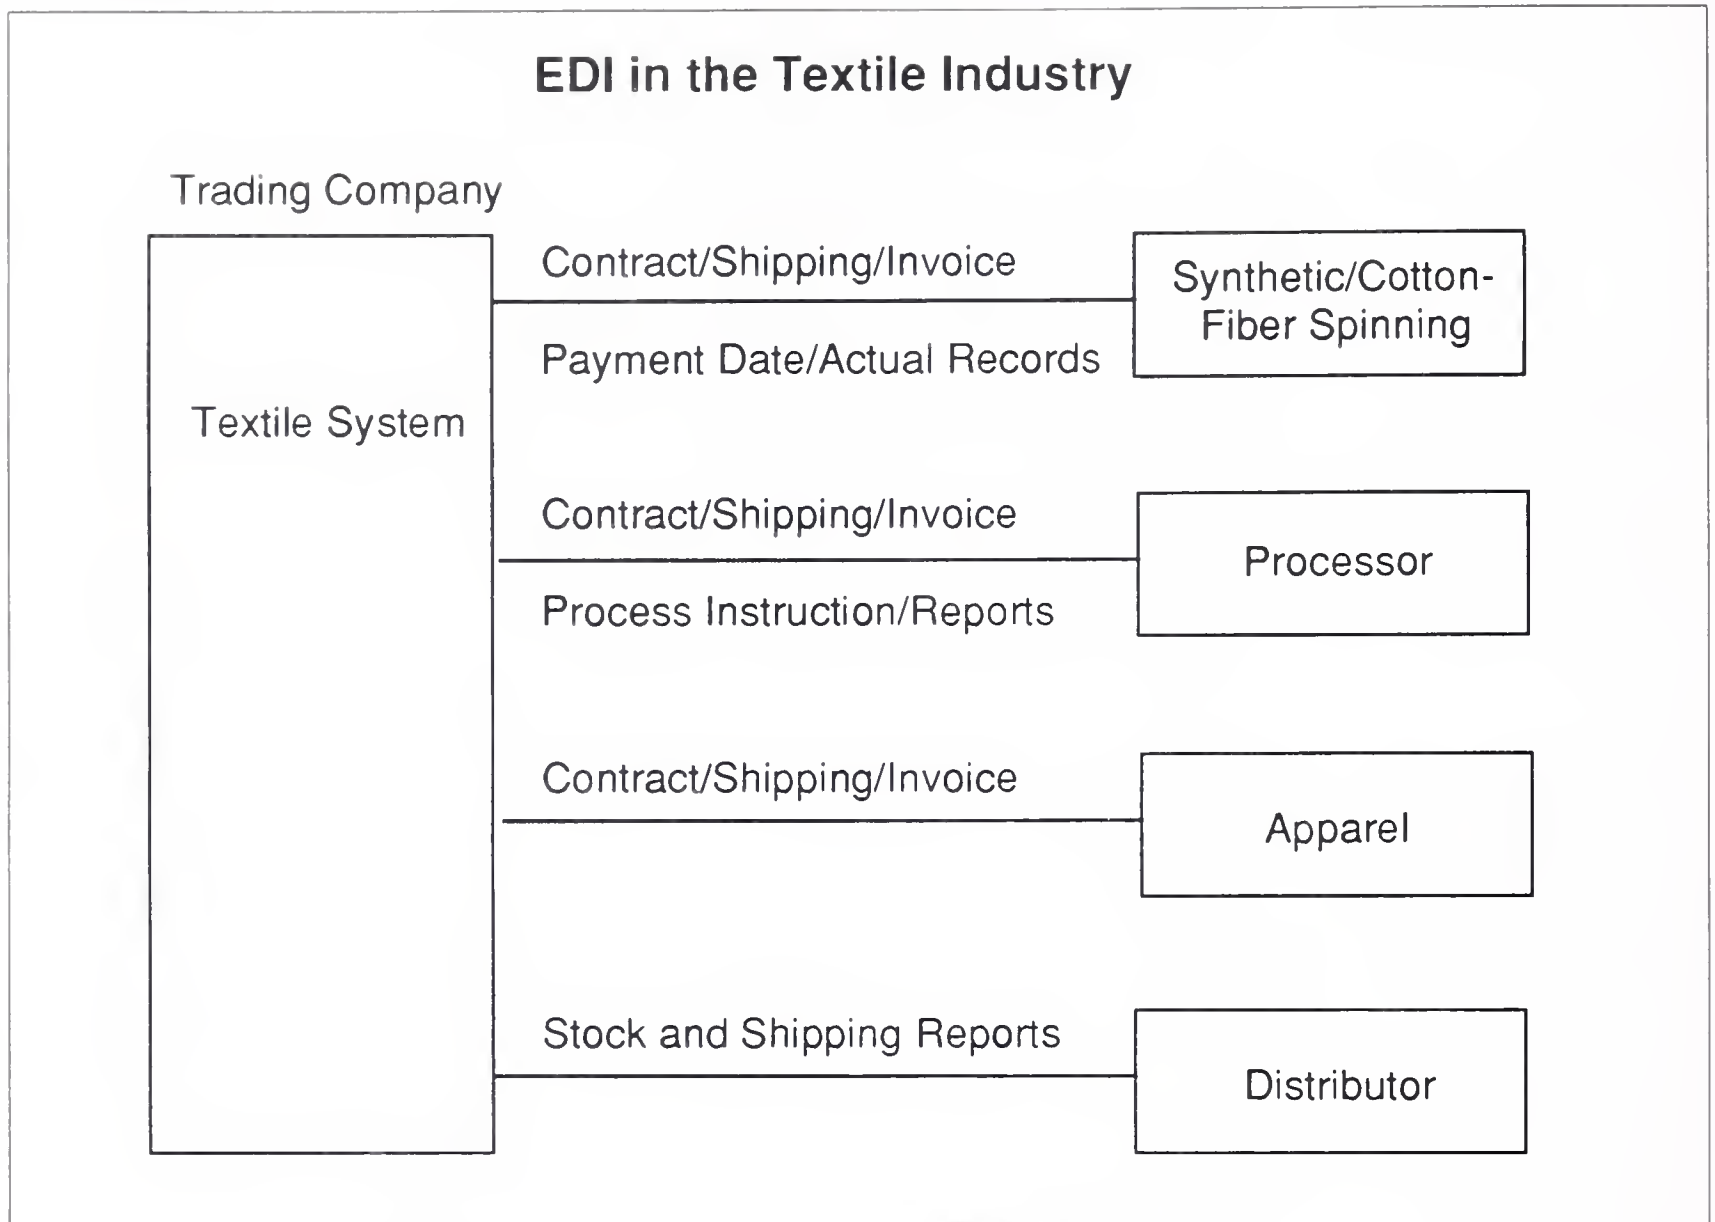 EDI in the Textile Industry
Trading Company
Textile System
Contract/Shipping/Invoice
Payment Date/Actual Records
Synthetic/Cotton-
Fiber Spinning
Contract/Shipping/Invoice
Process Instruction/Reports
Processor
Contract/Shipping/Invoice
Apparel
Stock and Shipping Reports
Distributor